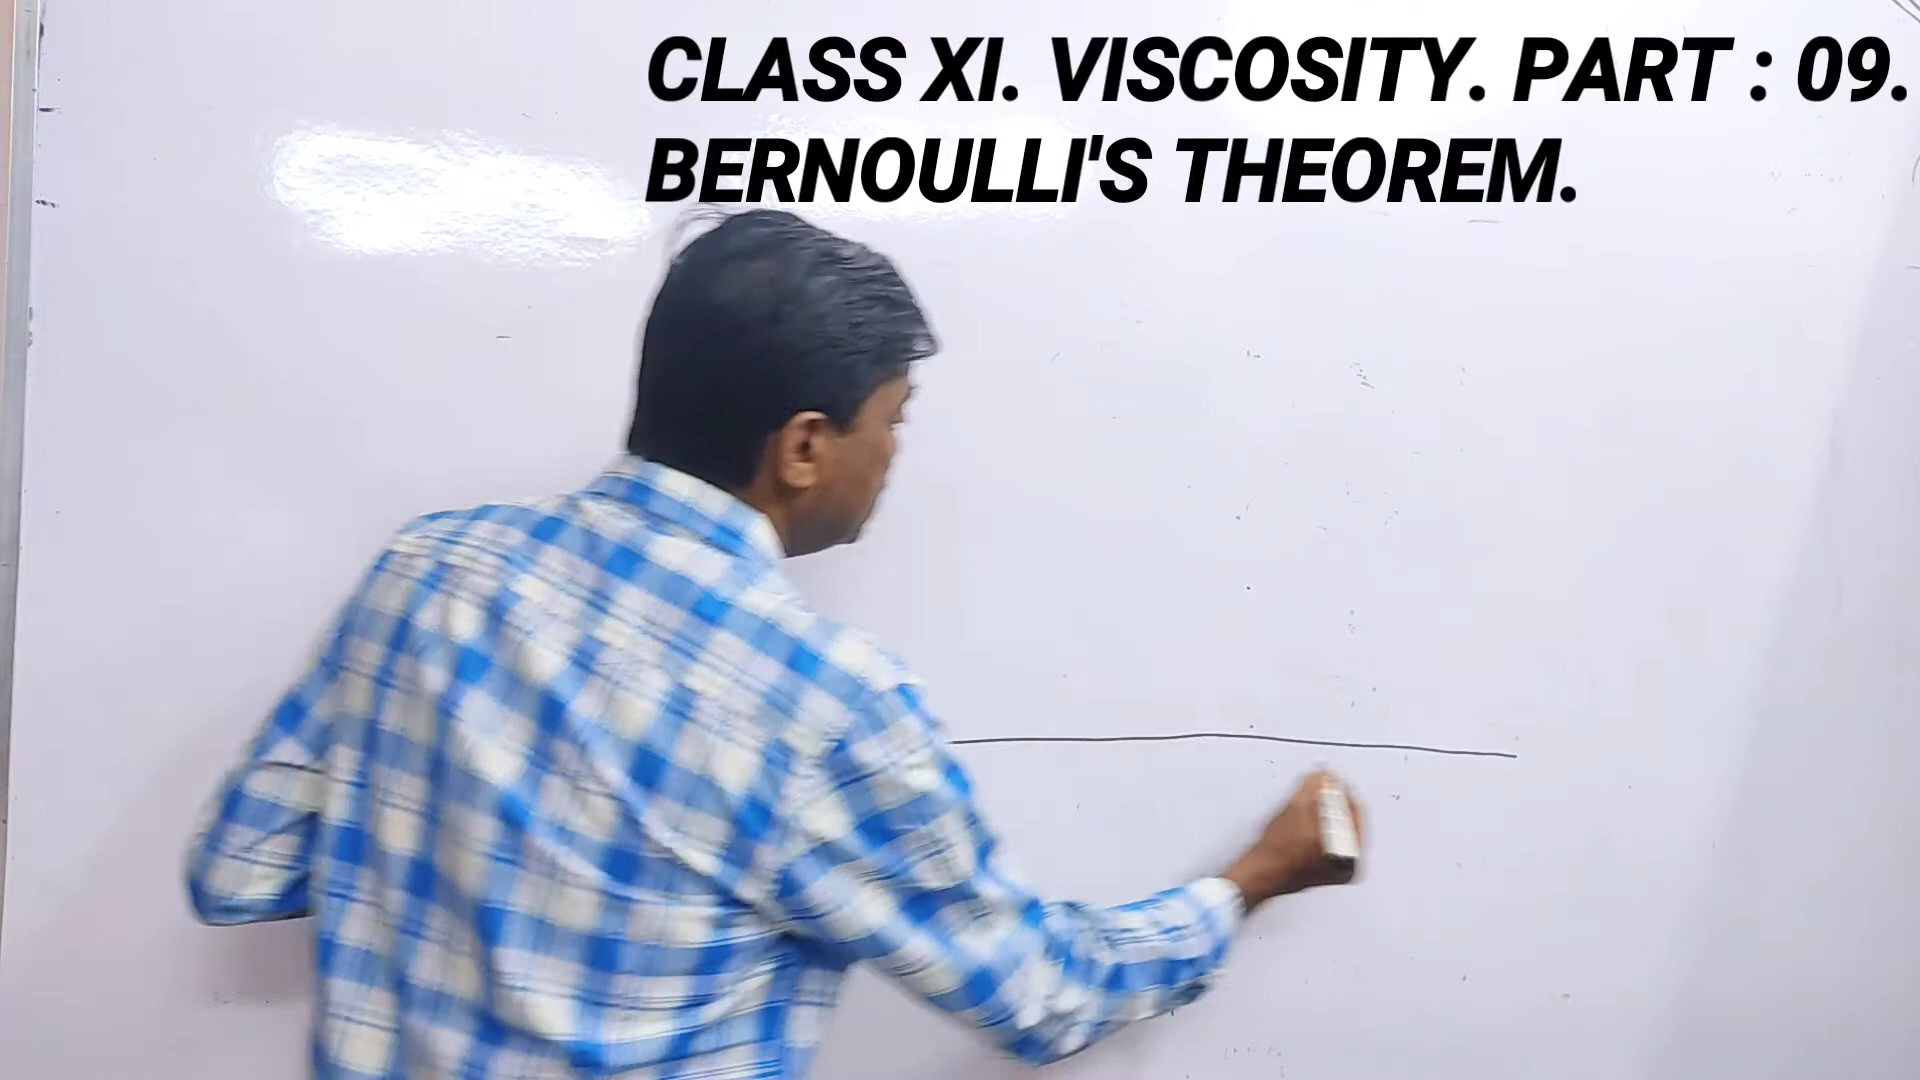 CLASS XI. VISCOSITY. PART : 09.
BERNOULLI'S THEOREM.